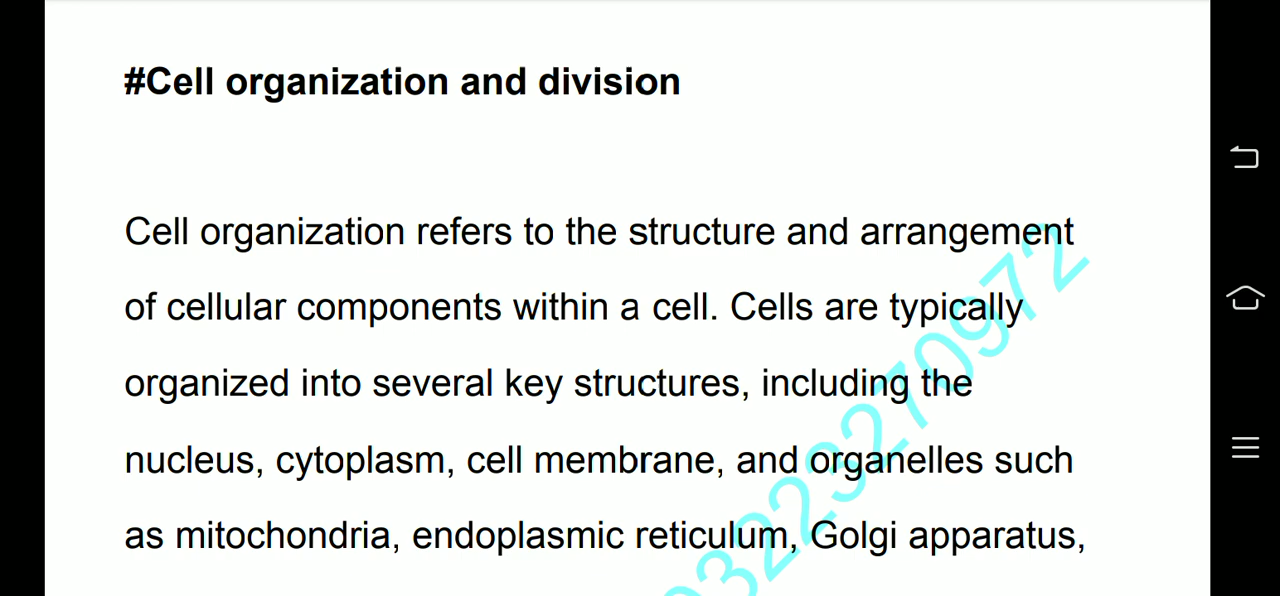 #Cell organization and division
Cell organization refers to the structure and arrangement
of cellular components within a cell. Cells are typically
organized into several key structures, including the
nucleus, cytoplasm, cell membrane, and organelles such
as mitochondria, endoplasmic reticulum, Golgi apparatus,
03223270972